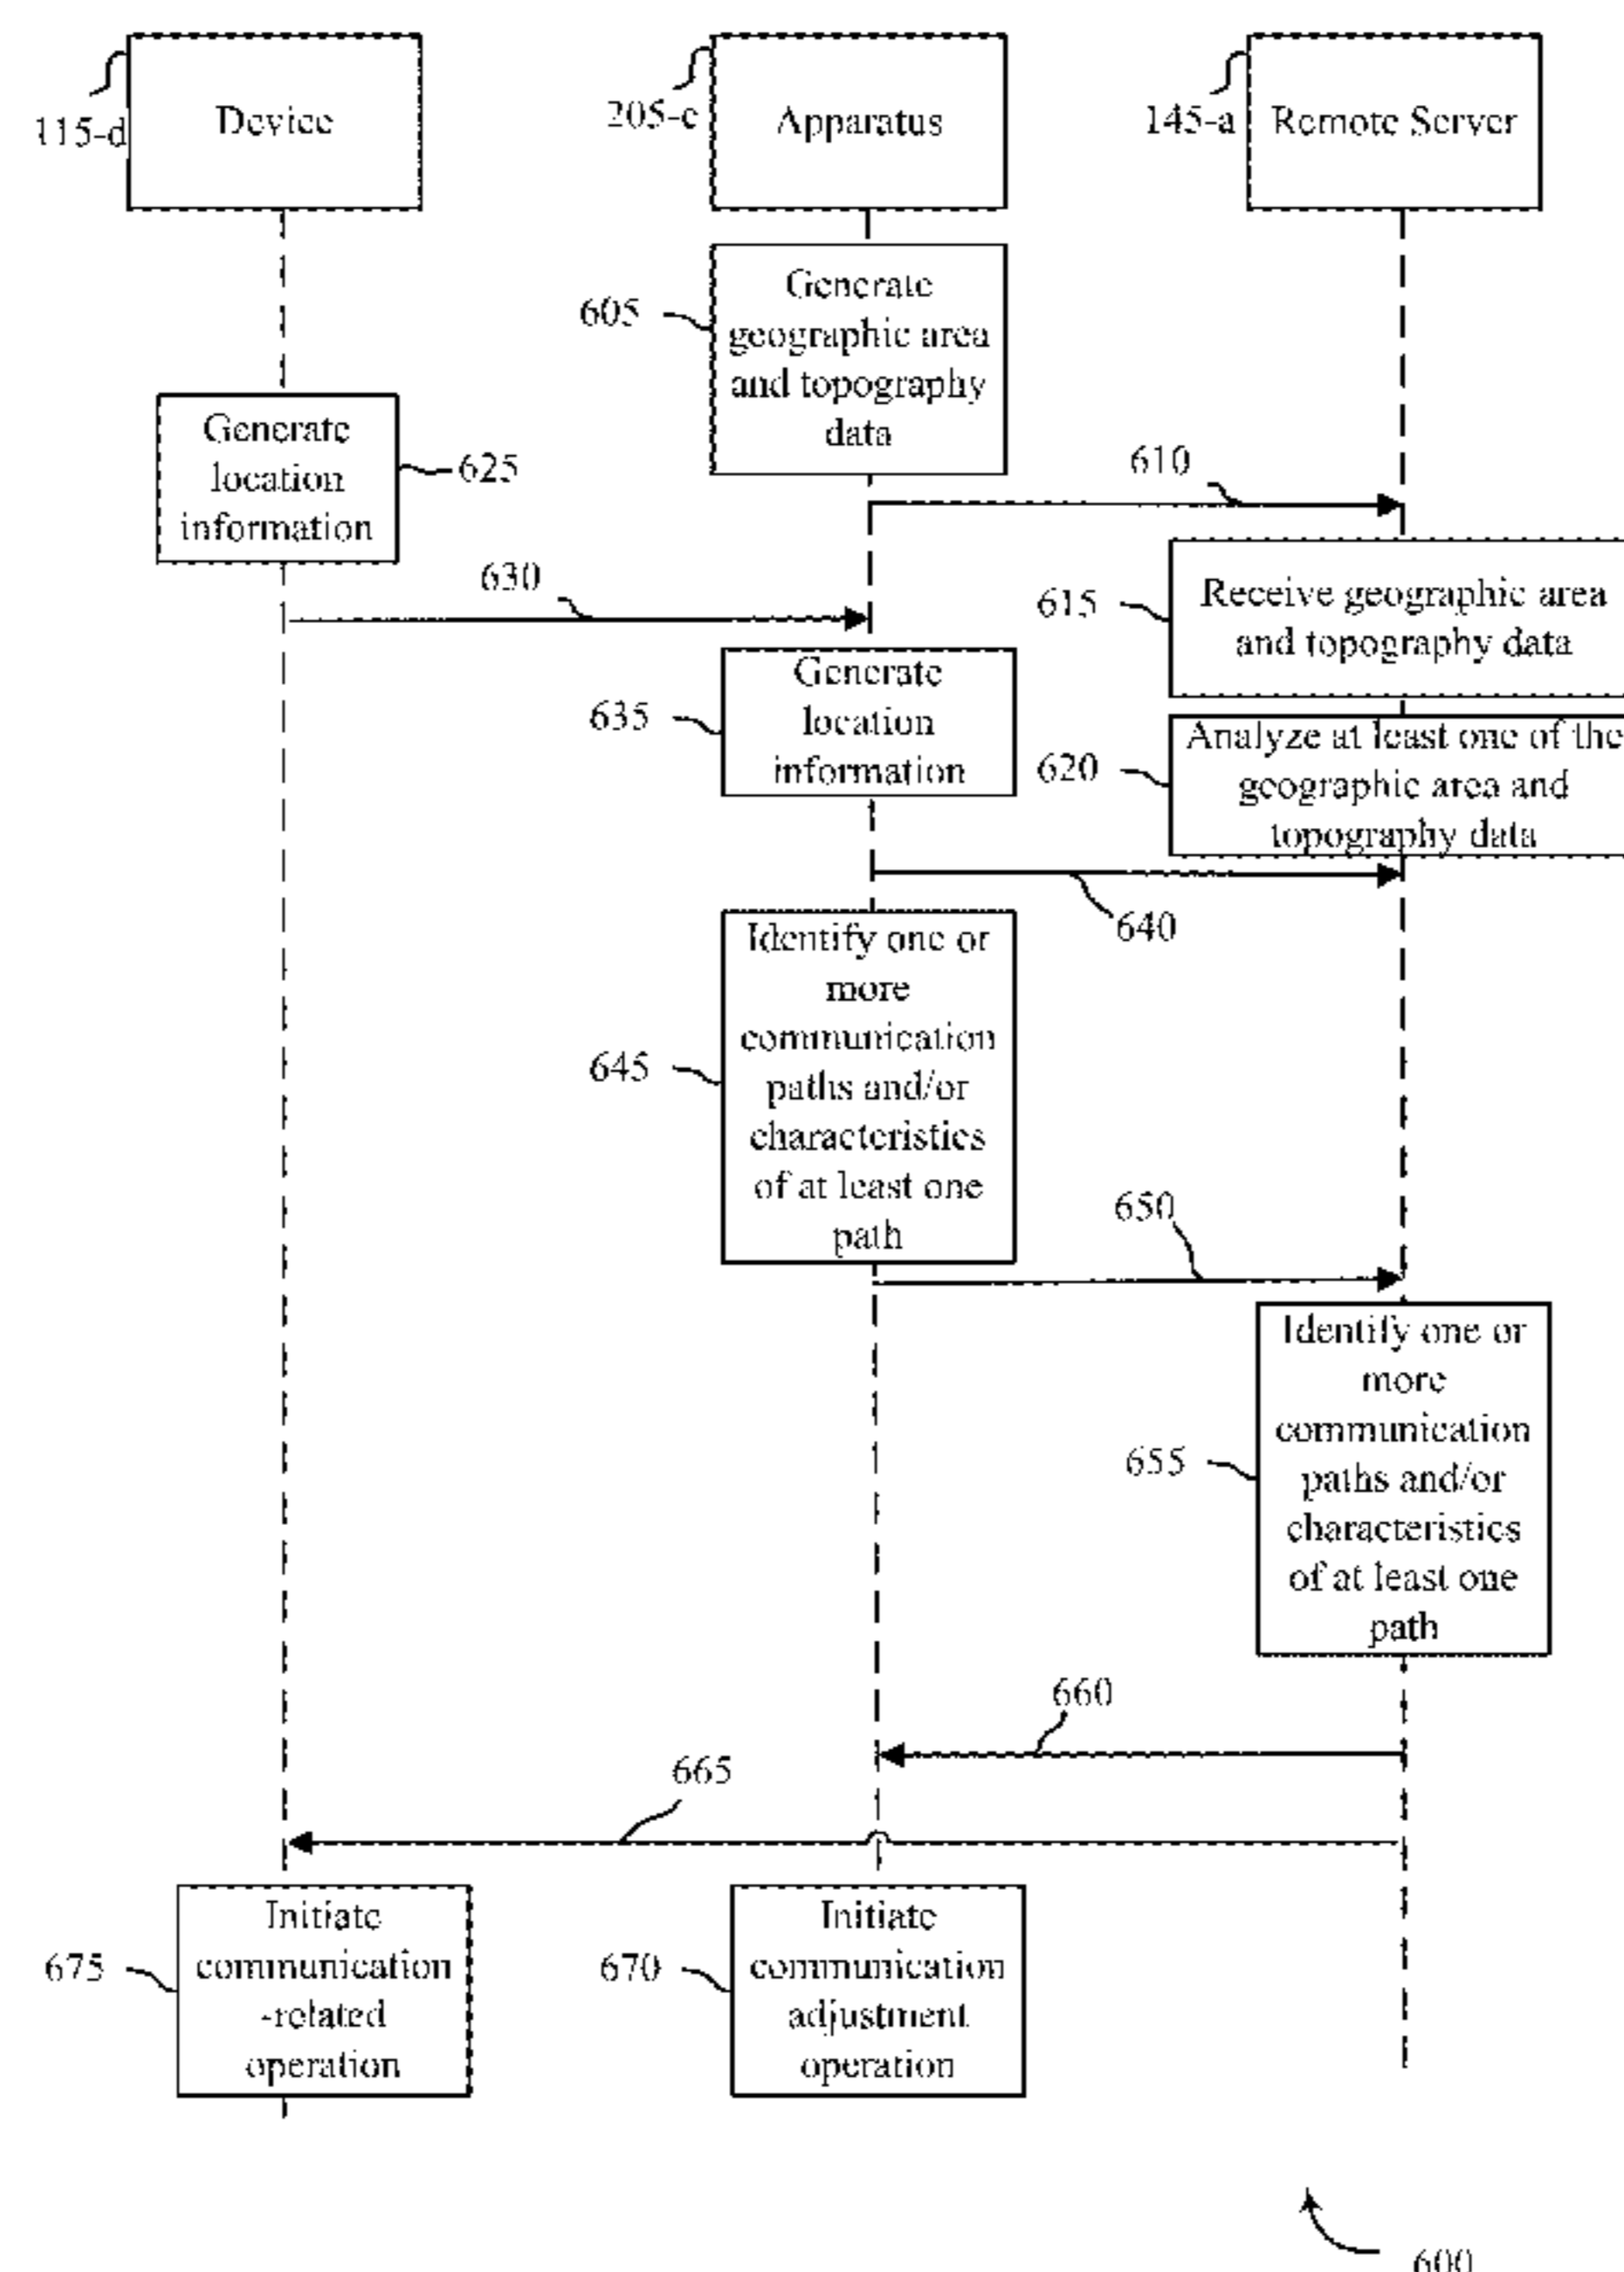 115-d
Device
205-c
Apparatus
145-a
Remote Server
605
Generate
geographic area
and topography
data
Generate
location
information
625
610
630
615
Receive geographic area
and topography data
635
Generate
location
information
620
Analyze at least one of the
geographic area and
topography data
640
645
Identify one or
more
communication
paths and/or
characteristics
of at least one
path
650
655
Identify one or
more
communication
paths and/or
characteristics
of at least one
path
660
665
675
Initiate
communication
-related
operation
670
Initiate
communication
adjustment
operation
600